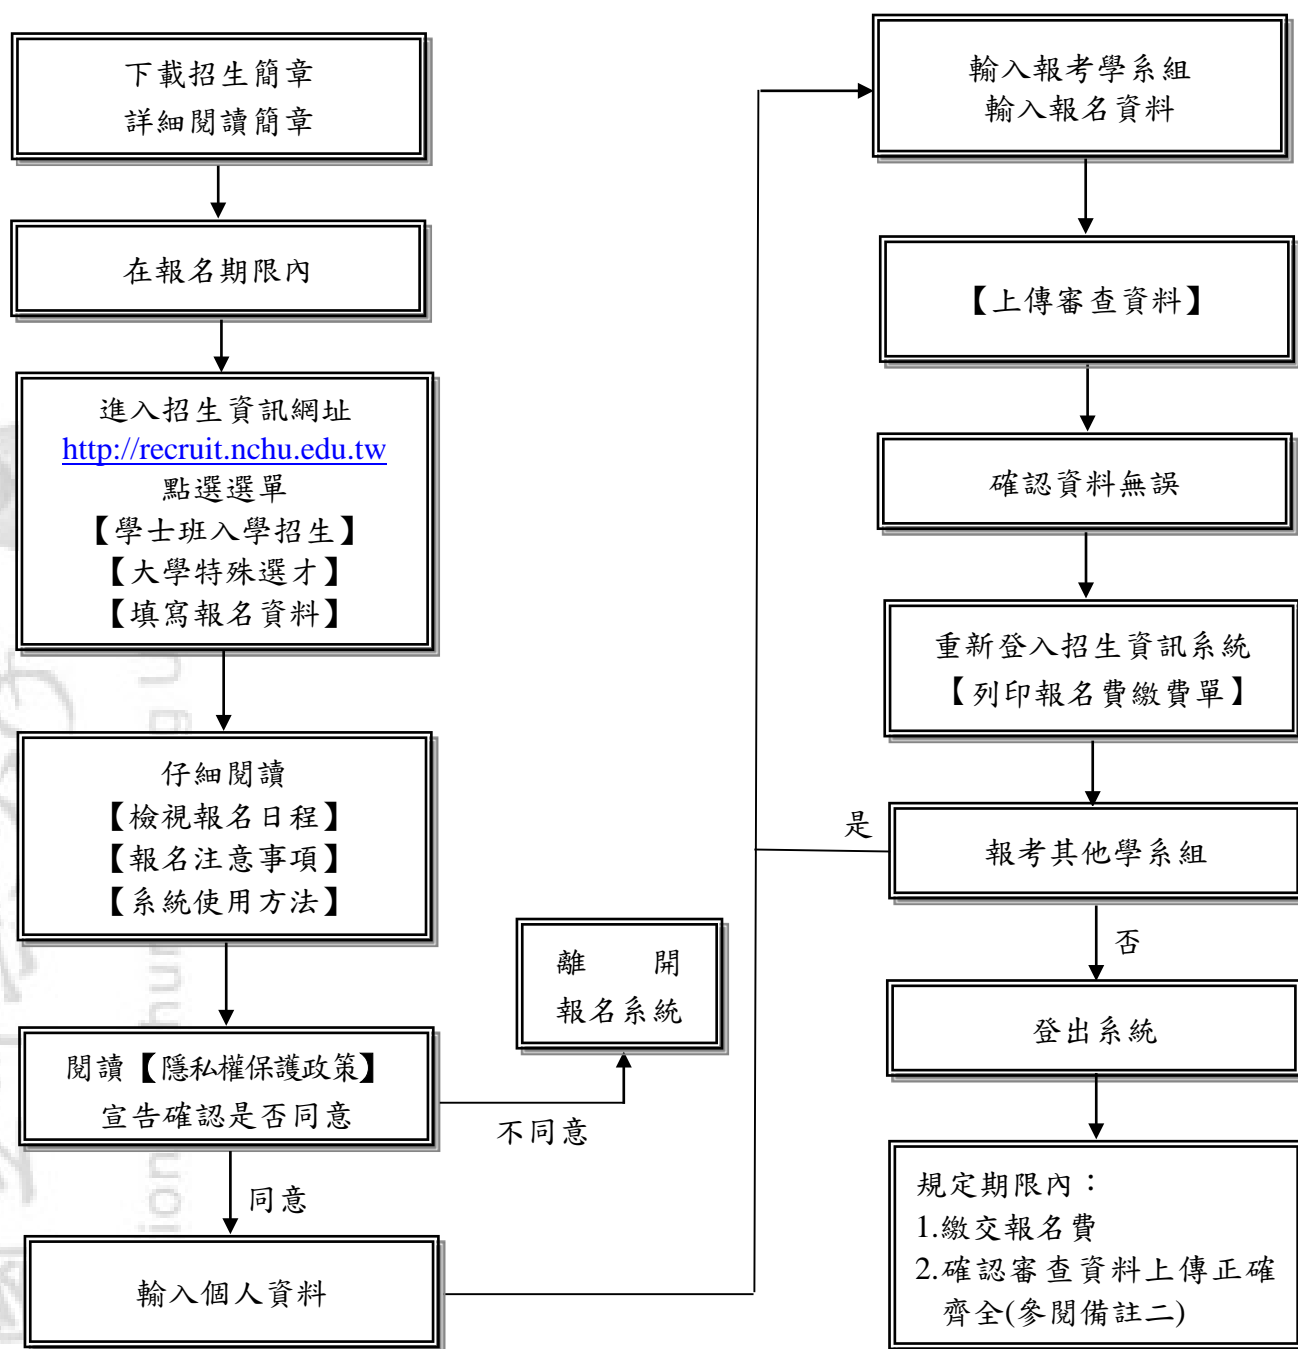 下載招生簡章
詳細閱讀簡章
在報名期限內
進入招生資訊網址
http://recruit.nchu.edu.tw
點選選單
【學士班入學招生】
【大學特殊選才】
【填寫報名資料】
仔細閱讀
【檢視報名日程】
【報名注意事項】
【系統使用方法】
閱讀【隱私權保護政策】
宣告確認是否同意
不同意
離 開
報名系統
同意
輸入個人資料
輸入報考學系組
輸入報名資料
【上傳審查資料】
確認資料無誤
重新登入招生資訊系統
【列印報名費繳費單】
是
報考其他學系組
否
登出系統
規定期限內：
1.繳交報名費
2.確認審查資料上傳正確
齊全(參閱備註二)